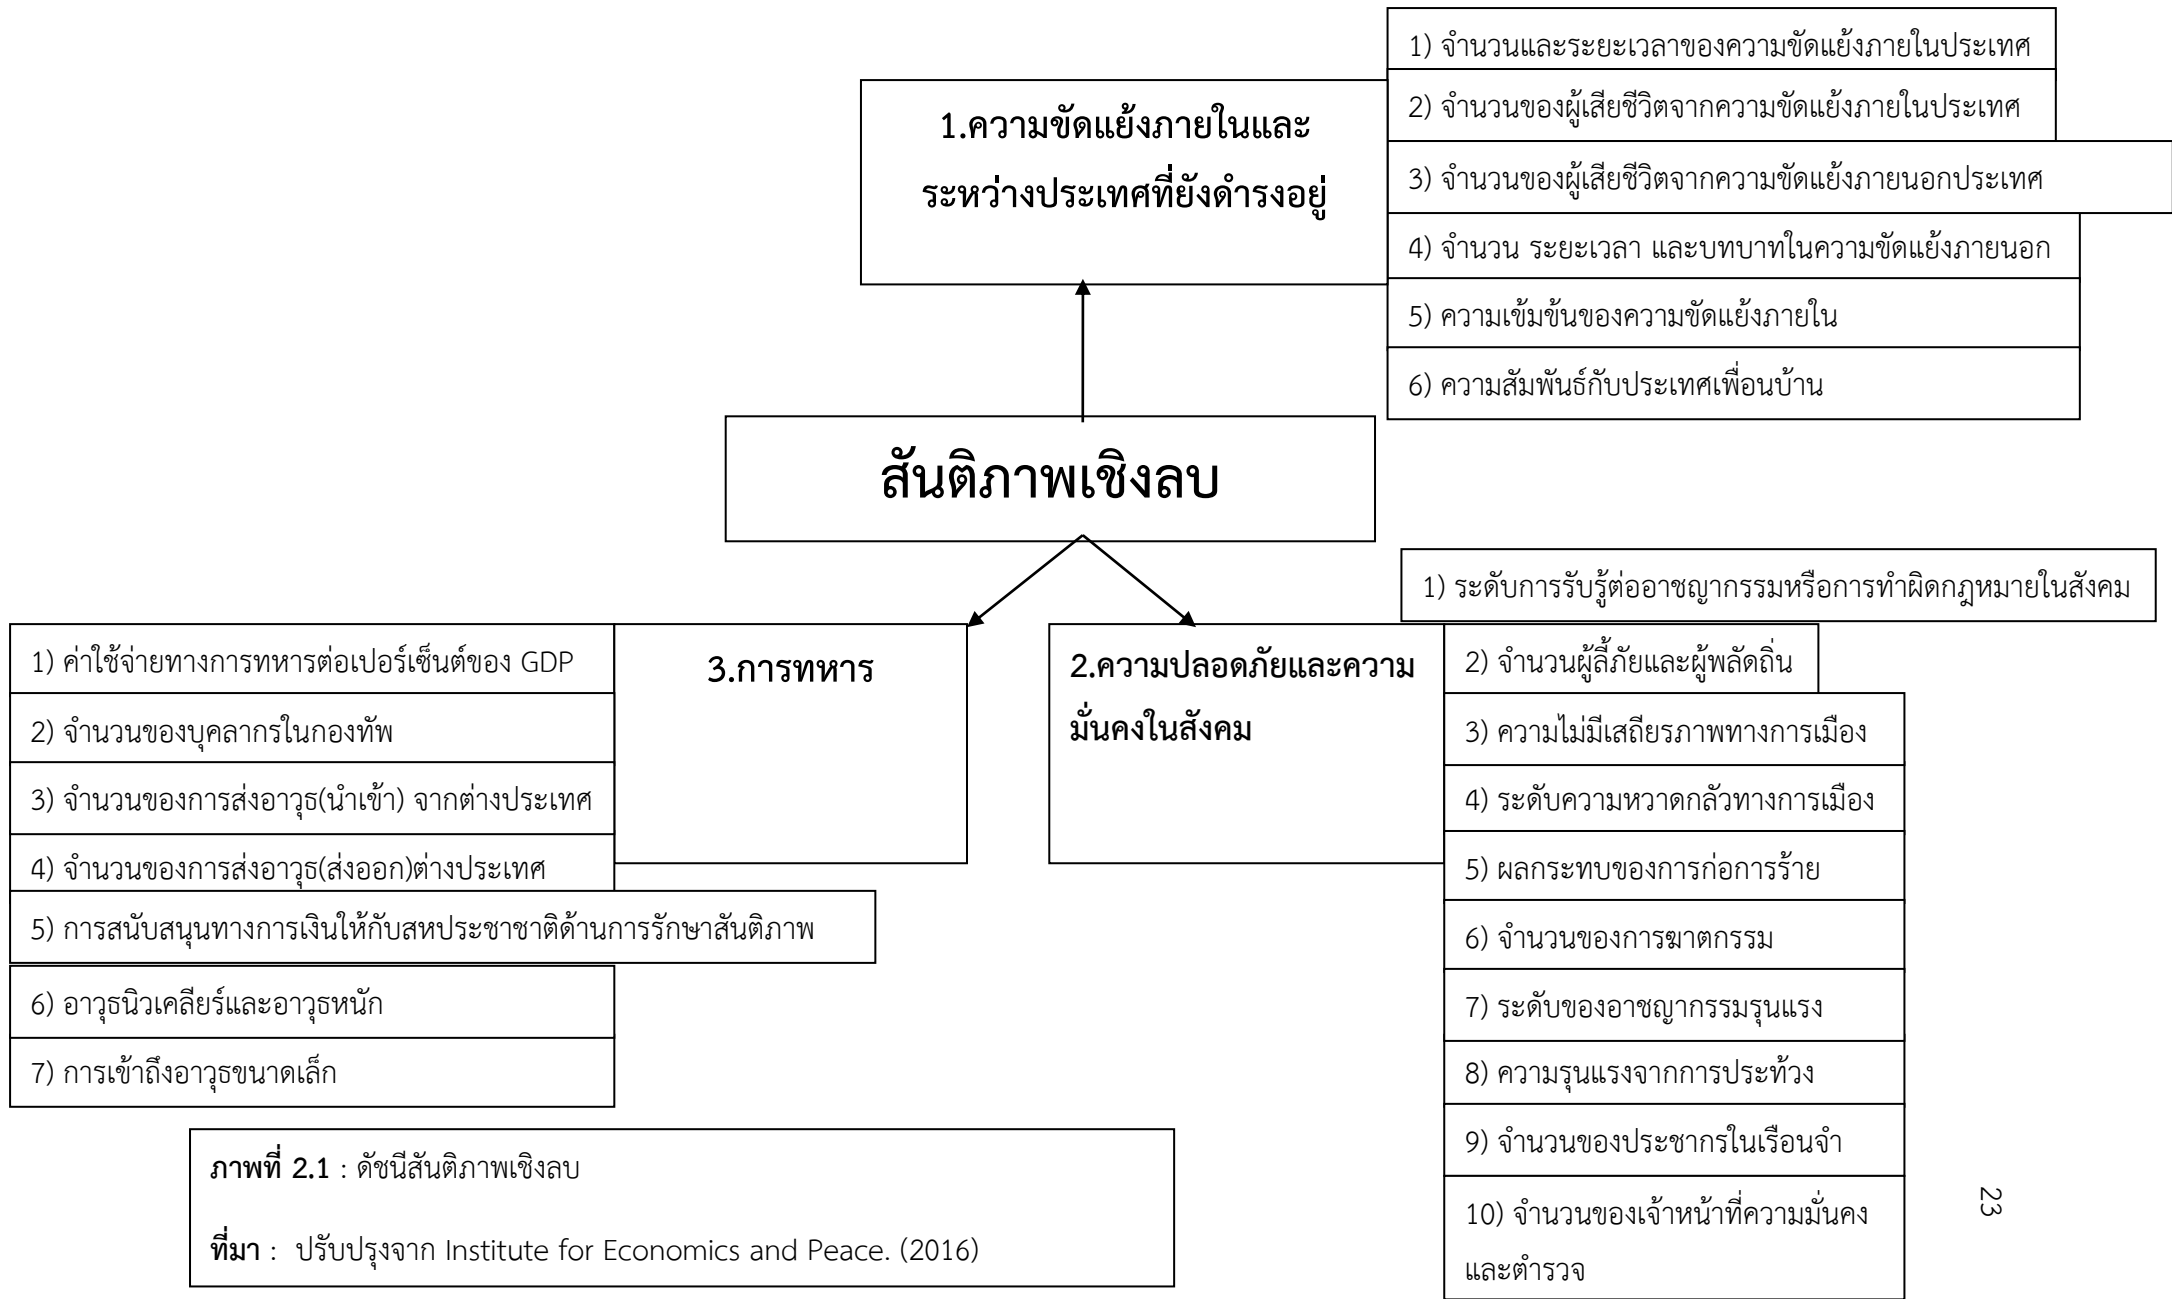 1) จำนวนและระยะเวลาของความขัดแย้งภายในประเทศ
2) จำนวนของผู้เสียชีวิตจากความขัดแย้งภายในประเทศ
3) จำนวนของผู้เสียชีวิตจากความขัดแย้งภายนอกประเทศ
4) จำนวน ระยะเวลา และบทบาทในความขัดแย้งภายนอก
5) ความเข้มข้นของความขัดแย้งภายใน
6) ความสัมพันธ์กับประเทศเพื่อนบ้าน
1.ความขัดแย้งภายในและ
ระหว่างประเทศที่ยังดำรงอยู่
สันติภาพเชิงลบ
1) ระดับการรับรู้ต่ออาชญากรรมหรือการทำผิดกฎหมายในสังคม
2.ความปลอดภัยและความ
มั่นคงในสังคม
2) จำนวนผู้ลี้ภัยและผู้พลัดถิ่น
3) ความไม่มีเสถียรภาพทางการเมือง
4) ระดับความหวาดกลัวทางการเมือง
5) ผลกระทบของการก่อการร้าย
6) จำนวนของการฆาตกรรม
7) ระดับของอาชญากรรมรุนแรง
8) ความรุนแรงจากการประท้วง
9) จำนวนของประชากรในเรือนจำ
10) จำนวนของเจ้าหน้าที่ความมั่นคง
และตำรวจ
3.การทหาร
1) ค่าใช้จ่ายทางการทหารต่อเปอร์เซ็นต์ของ GDP
2) จำนวนของบุคลากรในกองทัพ
3) จำนวนของการส่งอาวุธ(นำเข้า) จากต่างประเทศ
4) จำนวนของการส่งอาวุธ(ส่งออก)ต่างประเทศ
5) การสนับสนุนทางการเงินให้กับสหประชาชาติด้านการรักษาสันติภาพ
6) อาวุธนิวเคลียร์และอาวุธหนัก
7) การเข้าถึงอาวุธขนาดเล็ก
ภาพที่ 2.1 : ดัชนีสันติภาพเชิงลบ
ที่มา : ปรับปรุงจาก Institute for Economics and Peace. (2016)
23